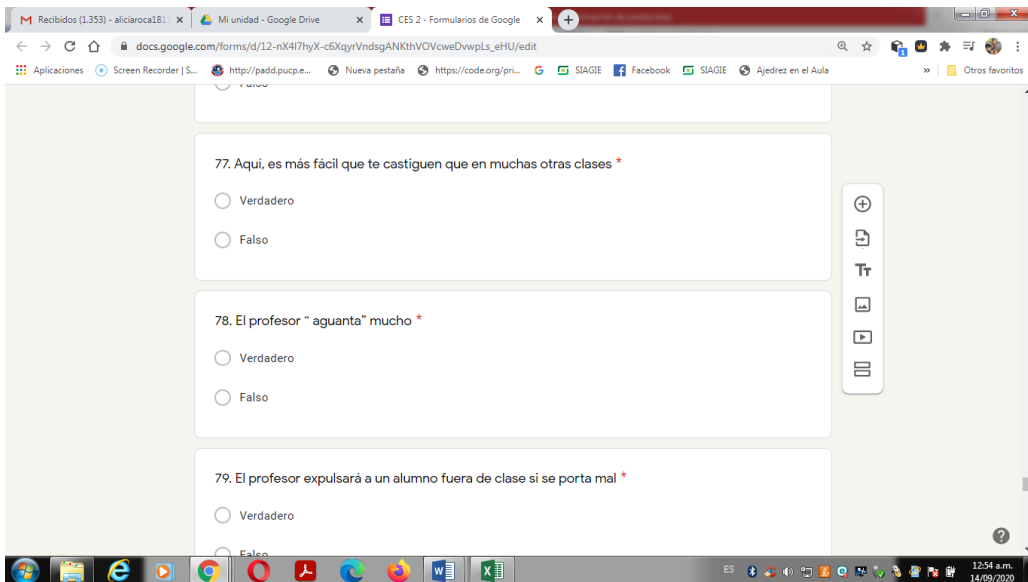 Recibidos (1.353) - aliciaroca181
Mi unidad - Google Drive
CES 2 - Formularios de Google
docs.google.com/forms/d/12-nX4l7hyX-c6XqyrVndsgANKthVOVcweDvwpLs_eHU/edit
Aplicaciones
Screen Recorder | S...
http://padd.pucp.e...
Nueva pestaña
https://code.org/pri...
SIAGIE
Facebook
SIAGIE
Ajedrez en el Aula
»
Otros favoritos
77. Aquí, es más fácil que te castiguen que en muchas otras clases *
Verdadero
Falso
78. El profesor “ aguanta” mucho *
Verdadero
Falso
79. El profesor expulsará a un alumno fuera de clase si se porta mal *
Verdadero
Falso
ES
12:54 a.m.
14/09/2020